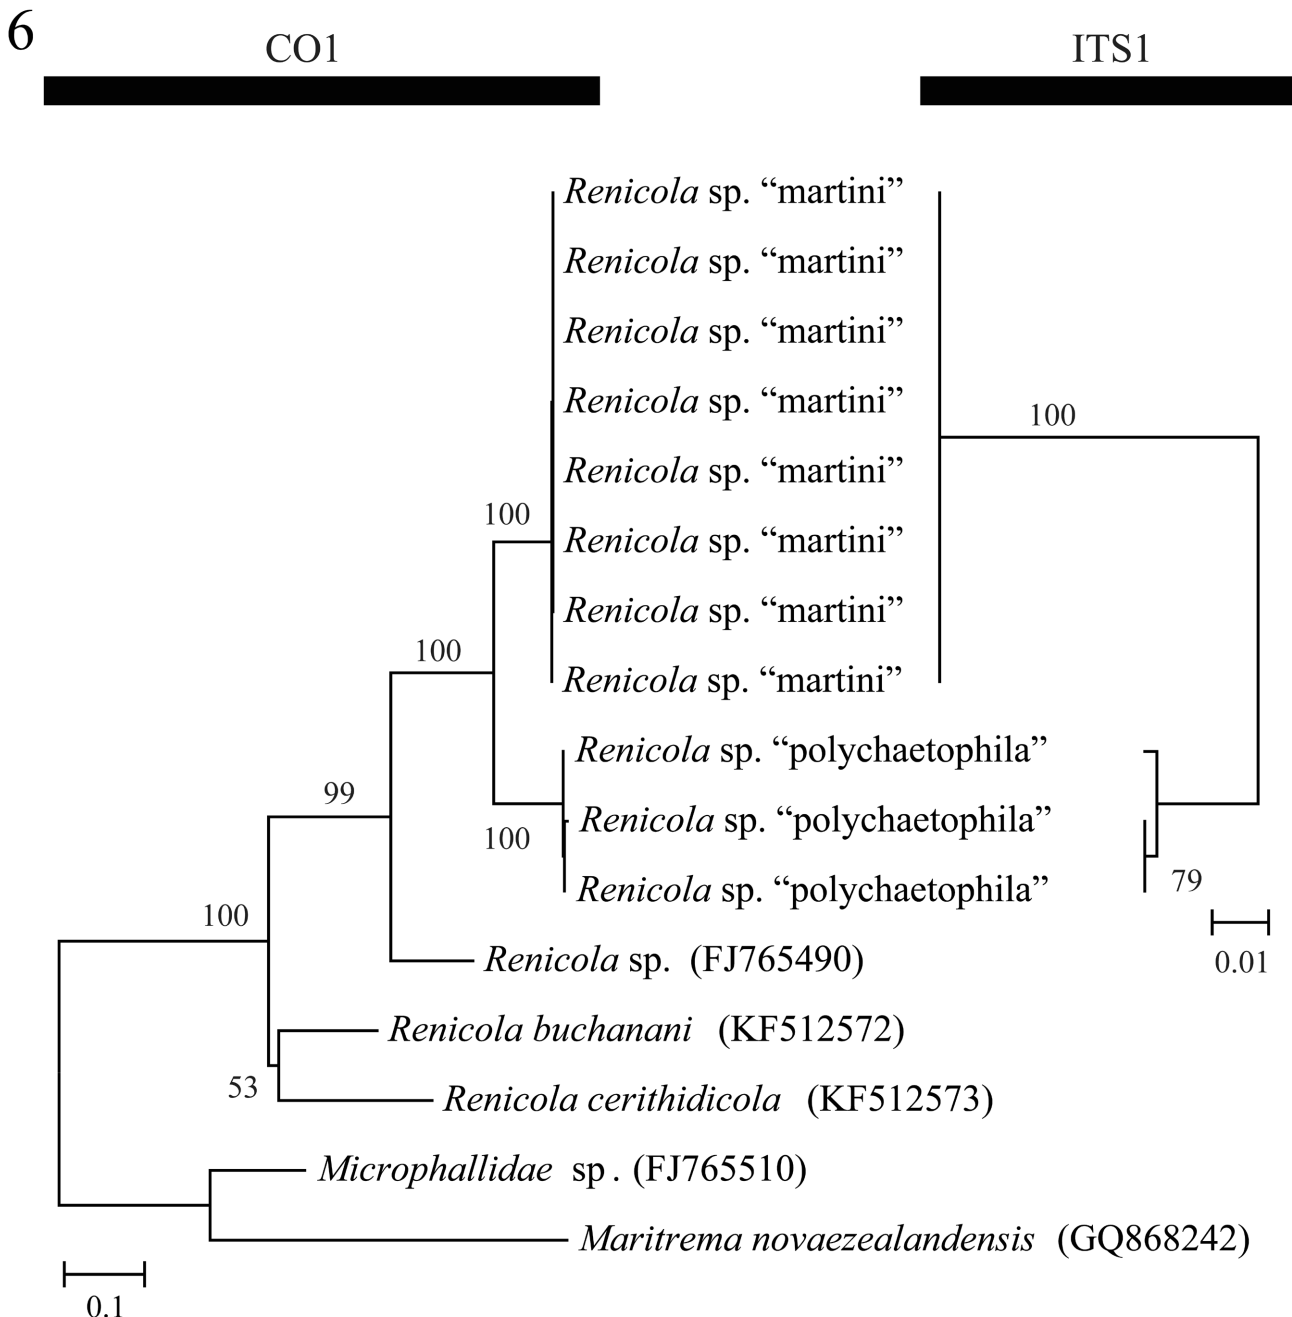 6
CO1 ITS1
Renicola sp. “martini”
Renicola sp. “martini”
Renicola sp. “martini”
Renicola sp. “martini”
100
Renicola sp. “martini”
100
Renicola sp. “martini”
Renicola sp. “martini”
100
Renicola sp. “martini”
Renicola sp. “polychaetophila”
99
Renicola sp. “polychaetophila”
100
Renicola sp. “polychaetophila”
79
100
Renicola sp. (FJ765490)
0.01
Renicola buchanani (KF512572)
53
Renicola cerithidicola (KF512573)
Microphallidae sp. (FJ765510)
Maritrema novaezealandensis (GQ868242)
0.1